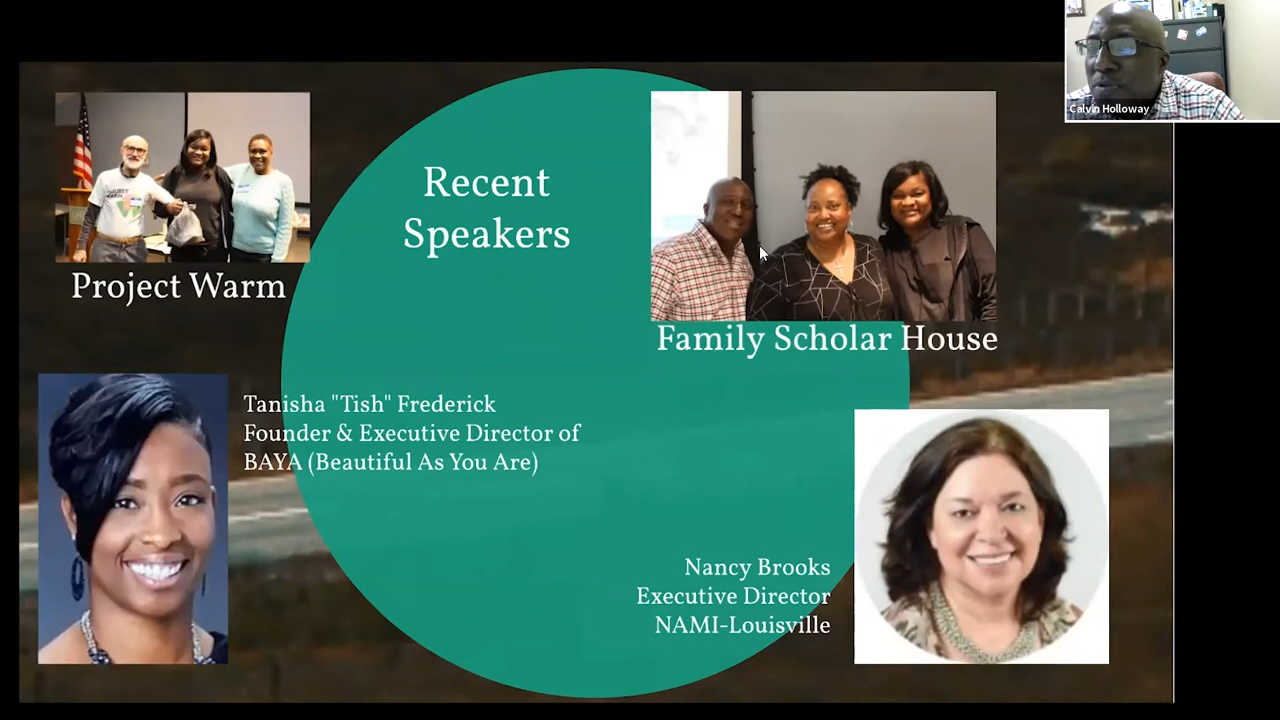 Calvin Holloway
Recent
Speakers
Project Warm
Family Scholar House
Tanisha "Tish" Frederick
Founder & Executive Director of
BAYA (Beautiful As You Are)
Nancy Brooks
Executive Director
NAMI-Louisville